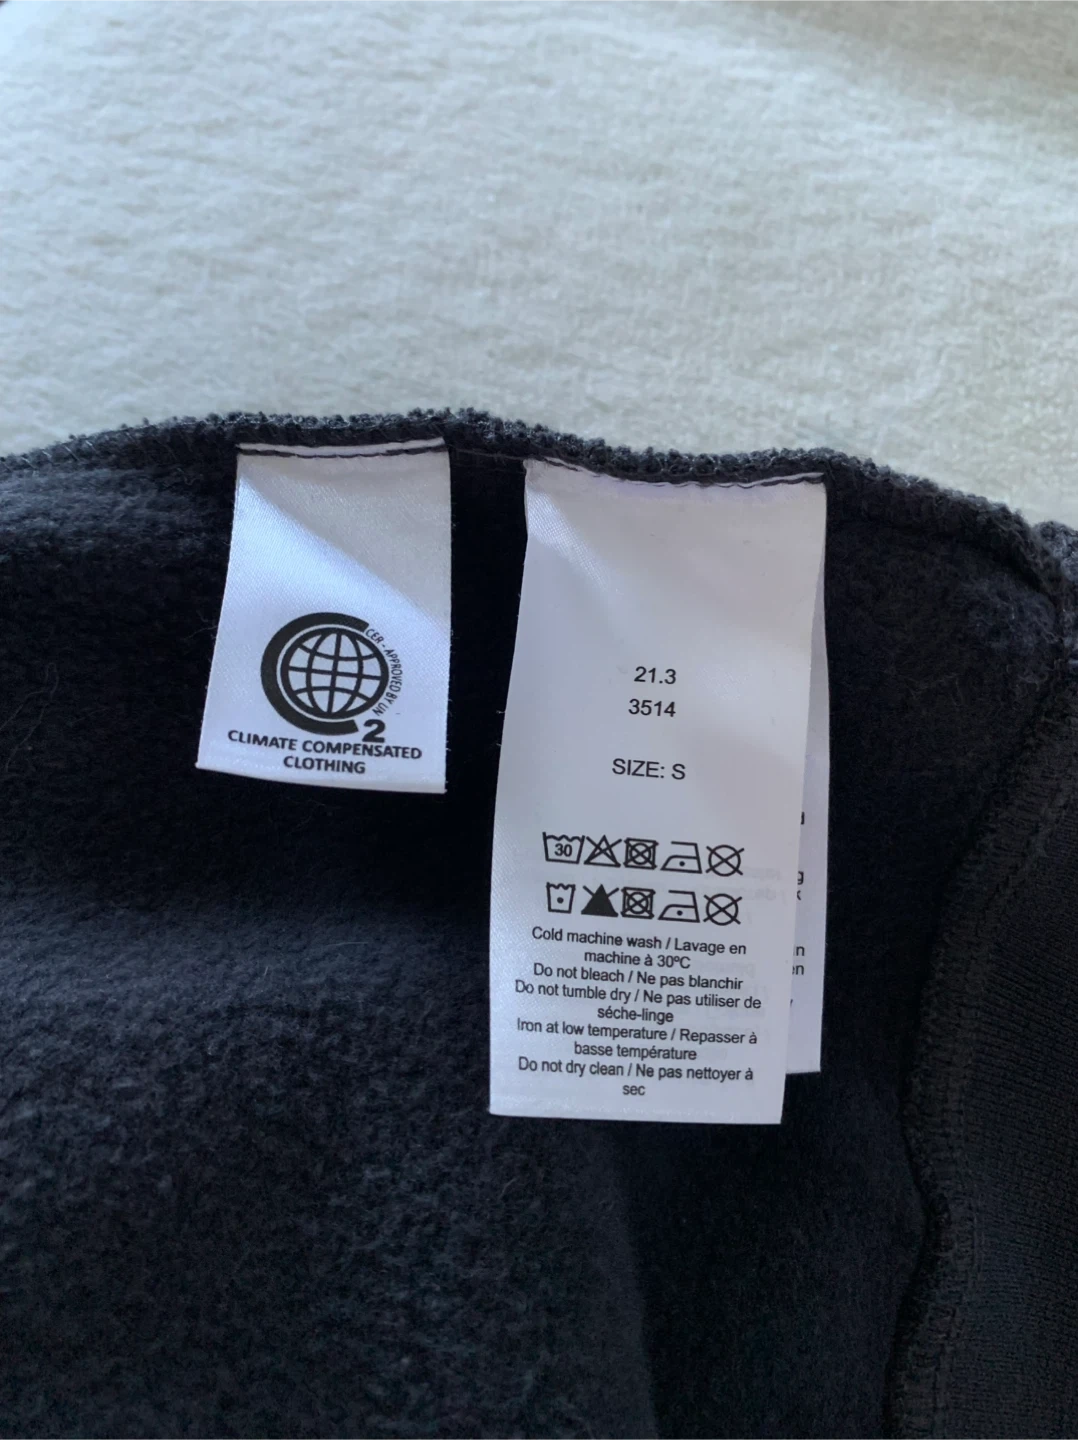 CER - APPROVED BY UN
2
CLIMATE COMPENSATED
CLOTHING
21.3
3514
SIZE: S
30
Cold machine wash / Lavage en
machine à 30ºC
Do not bleach / Ne pas blanchir
Do not tumble dry / Ne pas utiliser de
séche-linge
Iron at low temperature / Repasser à
basse température
Do not dry clean / Ne pas nettoyer à
sec